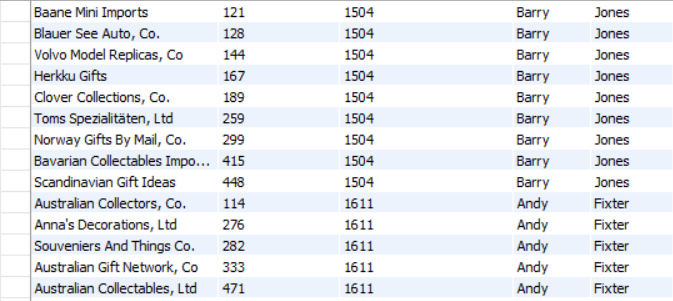 Baane Mini Imports 121 1504 Barry Jones
Blauer See Auto, Co. 128 1504 Barry Jones
Volvo Model Replicas, Co 144 1504 Barry Jones
Herkku Gifts 167 1504 Barry Jones
Clover Collections, Co. 189 1504 Barry Jones
Toms Spezialitäten, Ltd 259 1504 Barry Jones
Norway Gifts By Mail, Co. 299 1504 Barry Jones
Bavarian Collectables Impo... 415 1504 Barry Jones
Scandinavian Gift Ideas 448 1504 Barry Jones
Australian Collectors, Co. 114 1611 Andy Fixter
Anna's Decorations, Ltd 276 1611 Andy Fixter
Souveniers And Things Co. 282 1611 Andy Fixter
Australian Gift Network, Co 333 1611 Andy Fixter
Australian Collectables, Ltd 471 1611 Andy Fixter